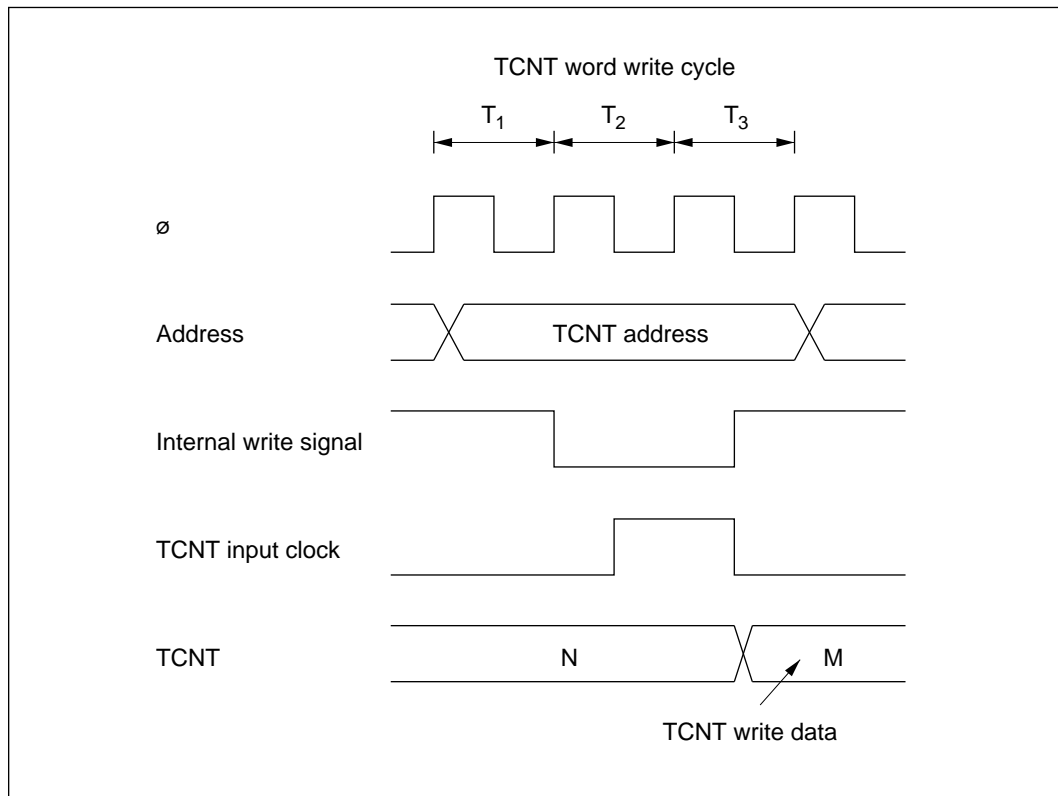 TCNT word write cycle
T1 T2 T3
ø
Address
TCNT address
Internal write signal
TCNT input clock
TCNT
N
M
TCNT write data